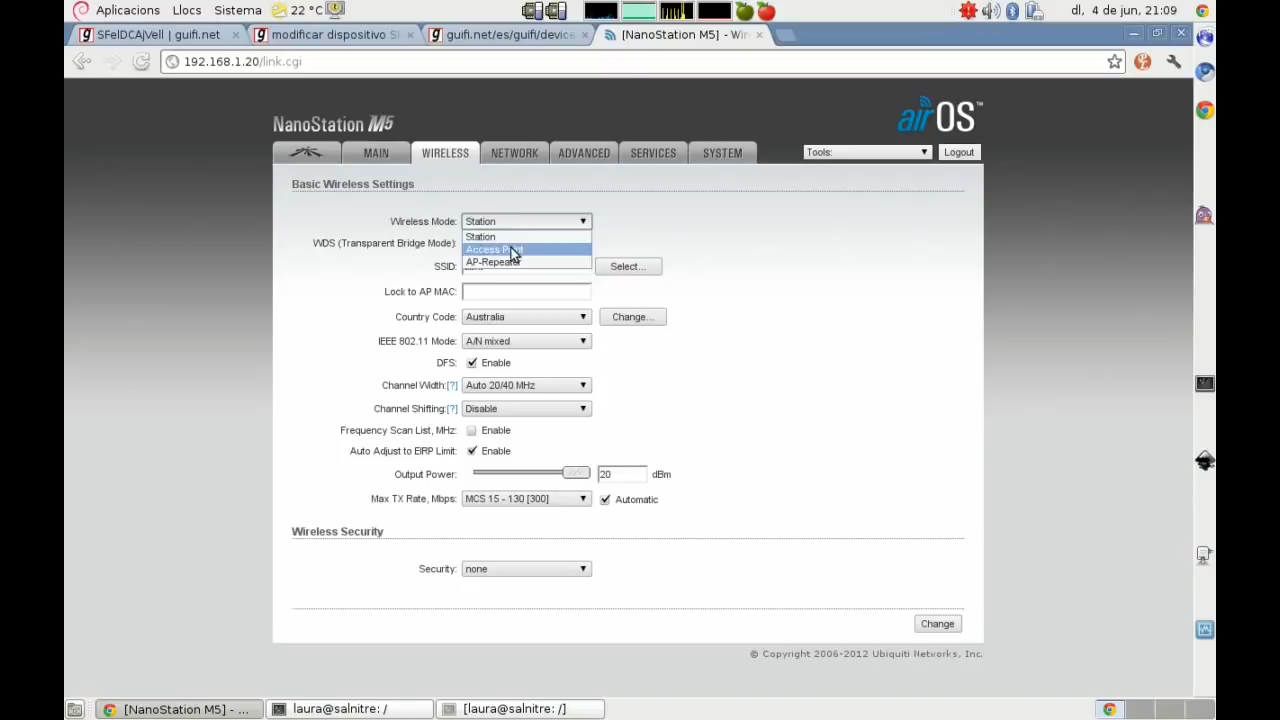 Aplicacions Llocs Sistema 22 °C dl, 4 de jun, 21:09
SFelDCAjVell | guifi.net modificar dispositivo S guifi.net/es/guifi/device [NanoStation M5] - Win
192.168.1.20/link.cgi
NanoStation M5 airOS™
MAIN WIRELESS NETWORK ADVANCED SERVICES SYSTEM Tools: Logout
Basic Wireless Settings
Wireless Mode: Station
Station
WDS (Transparent Bridge Mode):
Access Point
AP-Repeater
SSID: Select...
Lock to AP MAC:
Country Code: Australia Change...
IEEE 802.11 Mode: A/N mixed
DFS: Enable
Channel Width:[?] Auto 20/40 MHz
Channel Shifting:[?] Disable
Frequency Scan List, MHz: Enable
Auto Adjust to EIRP Limit: Enable
Output Power: 20 dBm
Max TX Rate, Mbps: MCS 15 - 130 [300] Automatic
Wireless Security
Security: none
Change
© Copyright 2006-2012 Ubiquiti Networks, Inc.
[NanoStation M5] - ... laura@salnitre: / [laura@salnitre: /]